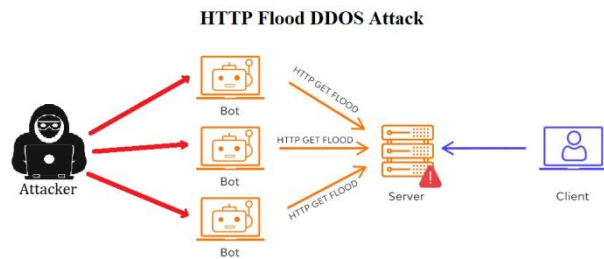 HTTP Flood DDOS Attack
HTTP GET FLOOD
Bot
HTTP GET FLOOD
Attacker
Bot
Server
Client
HTTP GET FLOOD
Bot